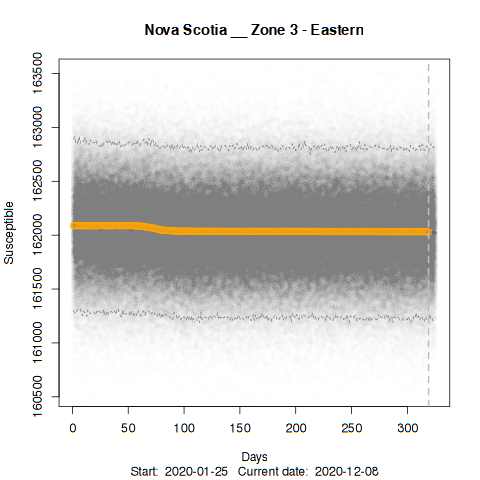 Nova Scotia __ Zone 3 - Eastern
Susceptible
163500
163000
162500
162000
161500
161000
160500
0 50 100 150 200 250 300
Days
Start: 2020-01-25 Current date: 2020-12-08